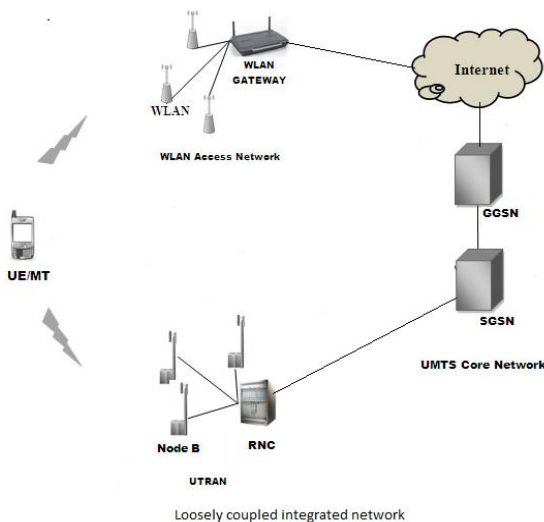 WLAN
GATEWAY
Internet
WLAN
WLAN Access Network
GGSN
UE/MT
SGSN
UMTS Core Network
Node B
RNC
UTRAN
Loosely coupled integrated network